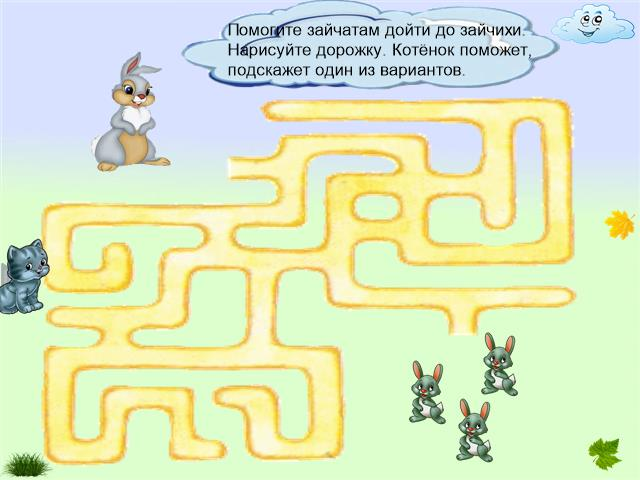 Помогите зайчатам дойти до зайчихи.
Нарисуйте дорожку. Котёнок поможет,
подскажет один из вариантов.